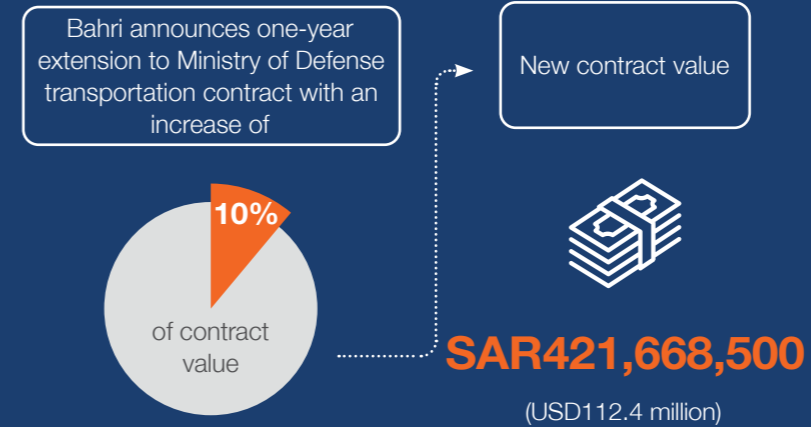 Bahri announces one-year
extension to Ministry of Defense
transportation contract with an
increase of
10%
of contract
value
New contract value
SAR421,668,500
(USD112.4 million)